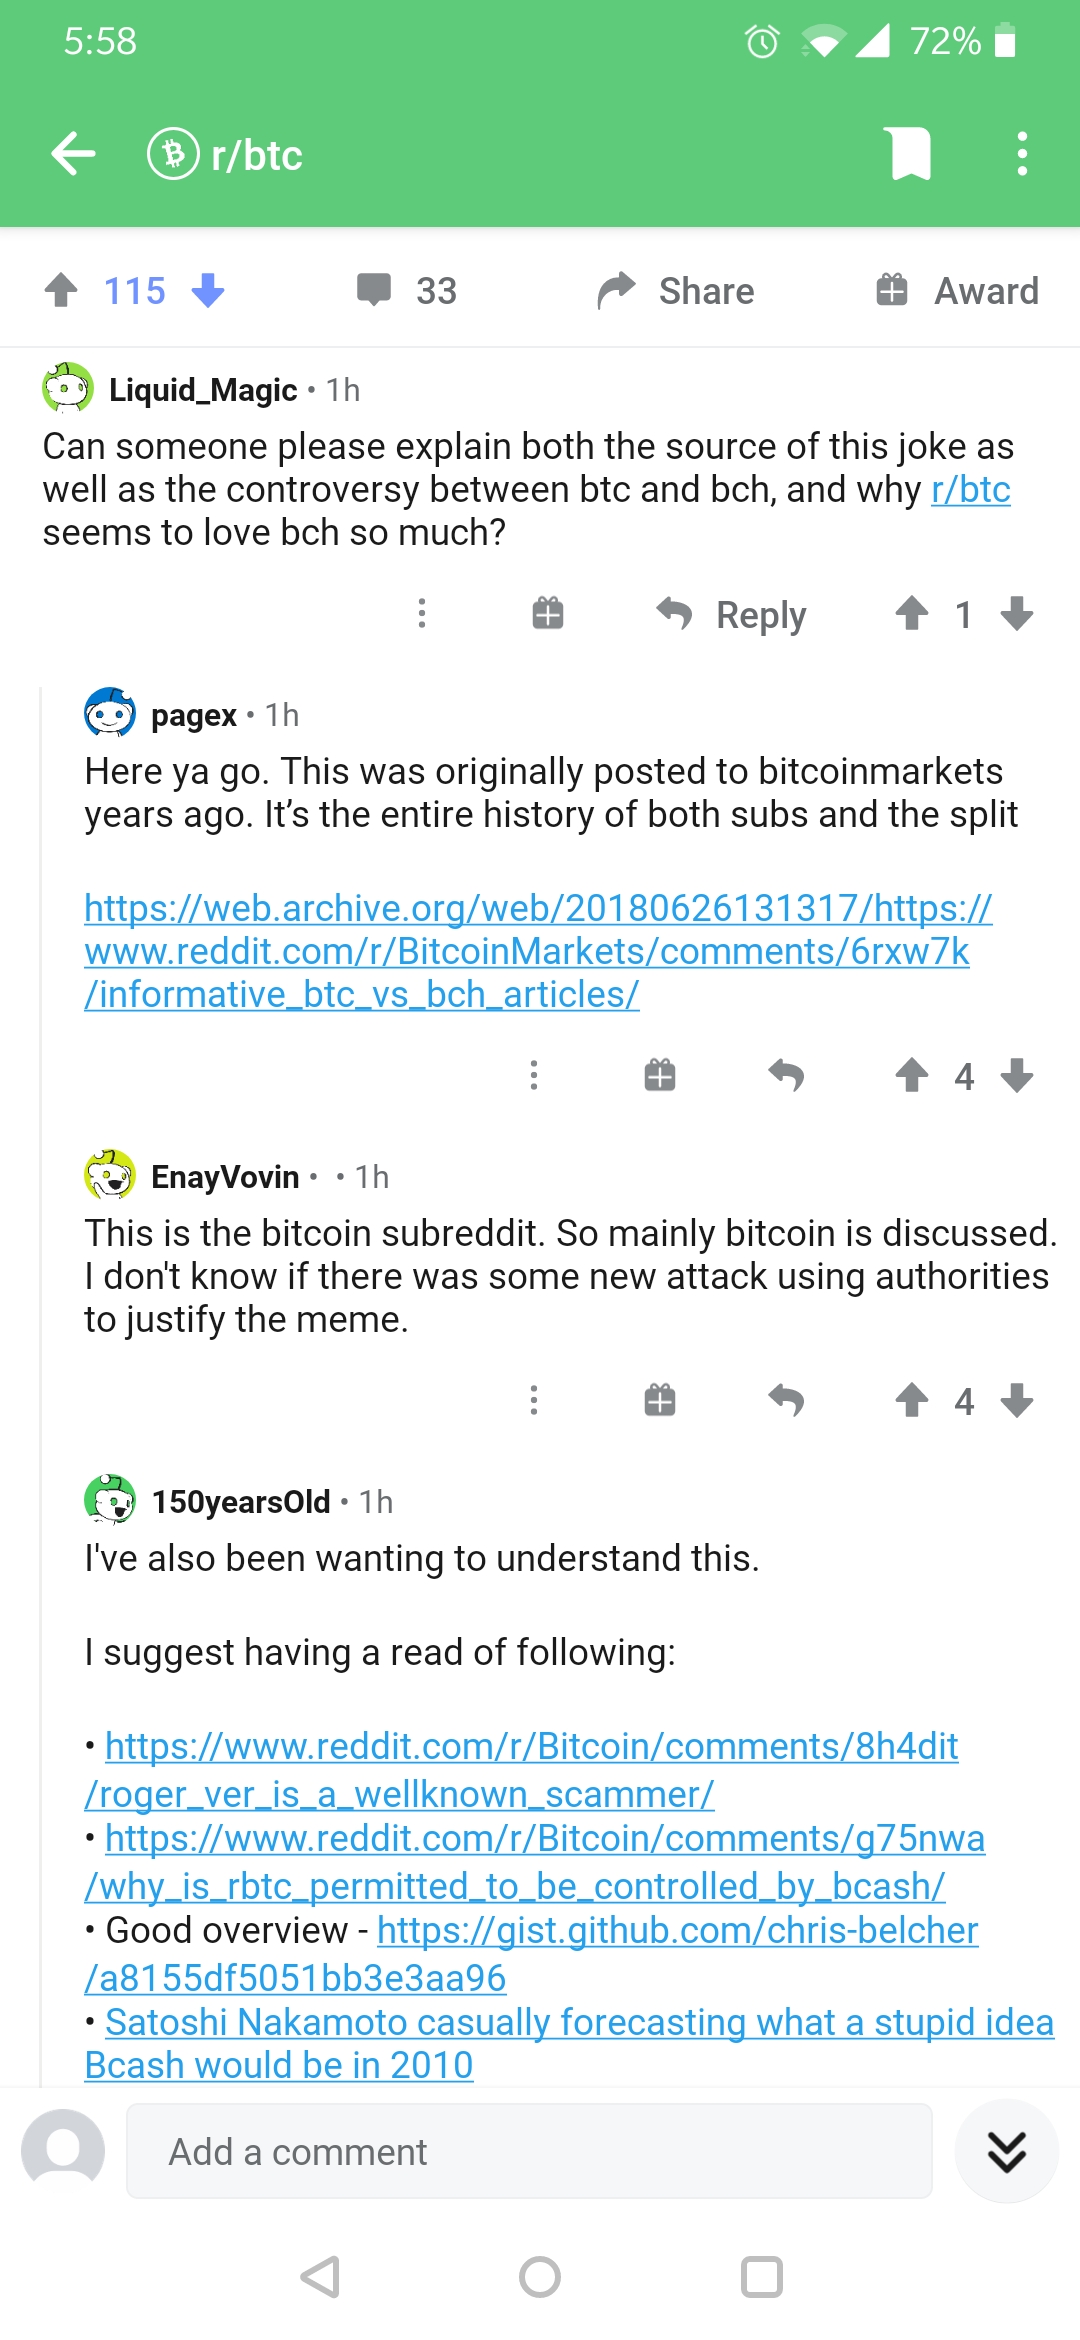 5:58
72%
r/btc
115
33
Share
Award
Liquid_Magic • 1h
Can someone please explain both the source of this joke as
well as the controversy between btc and bch, and why r/btc
seems to love bch so much?
Reply
1
pagex • 1h
Here ya go. This was originally posted to bitcoinmarkets
years ago. It’s the entire history of both subs and the split
https://web.archive.org/web/20180626131317/https://
www.reddit.com/r/BitcoinMarkets/comments/6rxw7k
/informative_btc_vs_bch_articles/
4
EnayVovin • • 1h
This is the bitcoin subreddit. So mainly bitcoin is discussed.
I don't know if there was some new attack using authorities
to justify the meme.
4
150yearsOld • 1h
I've also been wanting to understand this.
I suggest having a read of following:
• https://www.reddit.com/r/Bitcoin/comments/8h4dit
/roger_ver_is_a_wellknown_scammer/
• https://www.reddit.com/r/Bitcoin/comments/g75nwa
/why_is_rbtc_permitted_to_be_controlled_by_bcash/
• Good overview - https://gist.github.com/chris-belcher
/a8155df5051bb3e3aa96
• Satoshi Nakamoto casually forecasting what a stupid idea
Bcash would be in 2010
Add a comment